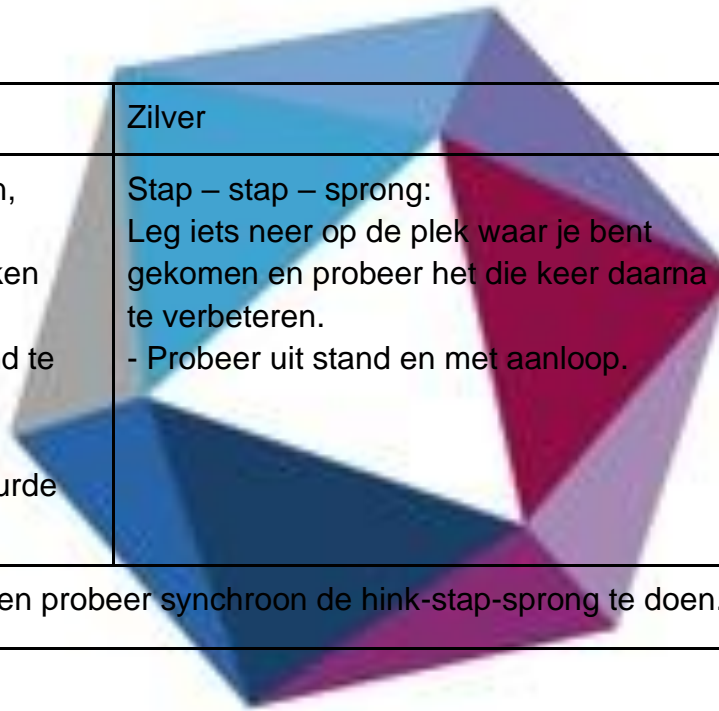 Zilver
n,
Stap – stap – sprong:
Leg iets neer op de plek waar je bent
ken
gekomen en probeer het die keer daarna
te verbeteren.
d te
- Probeer uit stand en met aanloop.
urde
en probeer synchroon de hink-stap-sprong te doen.